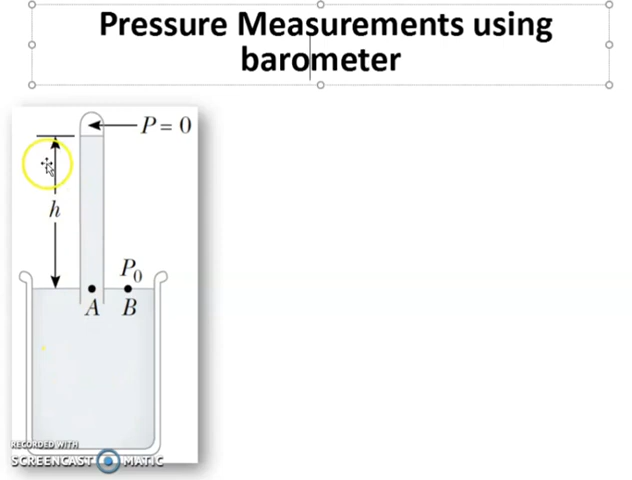 Pressure Measurements using
barometer
P = 0
h
P0
A B
RECORDED WITH
SCREENCAST MATIC